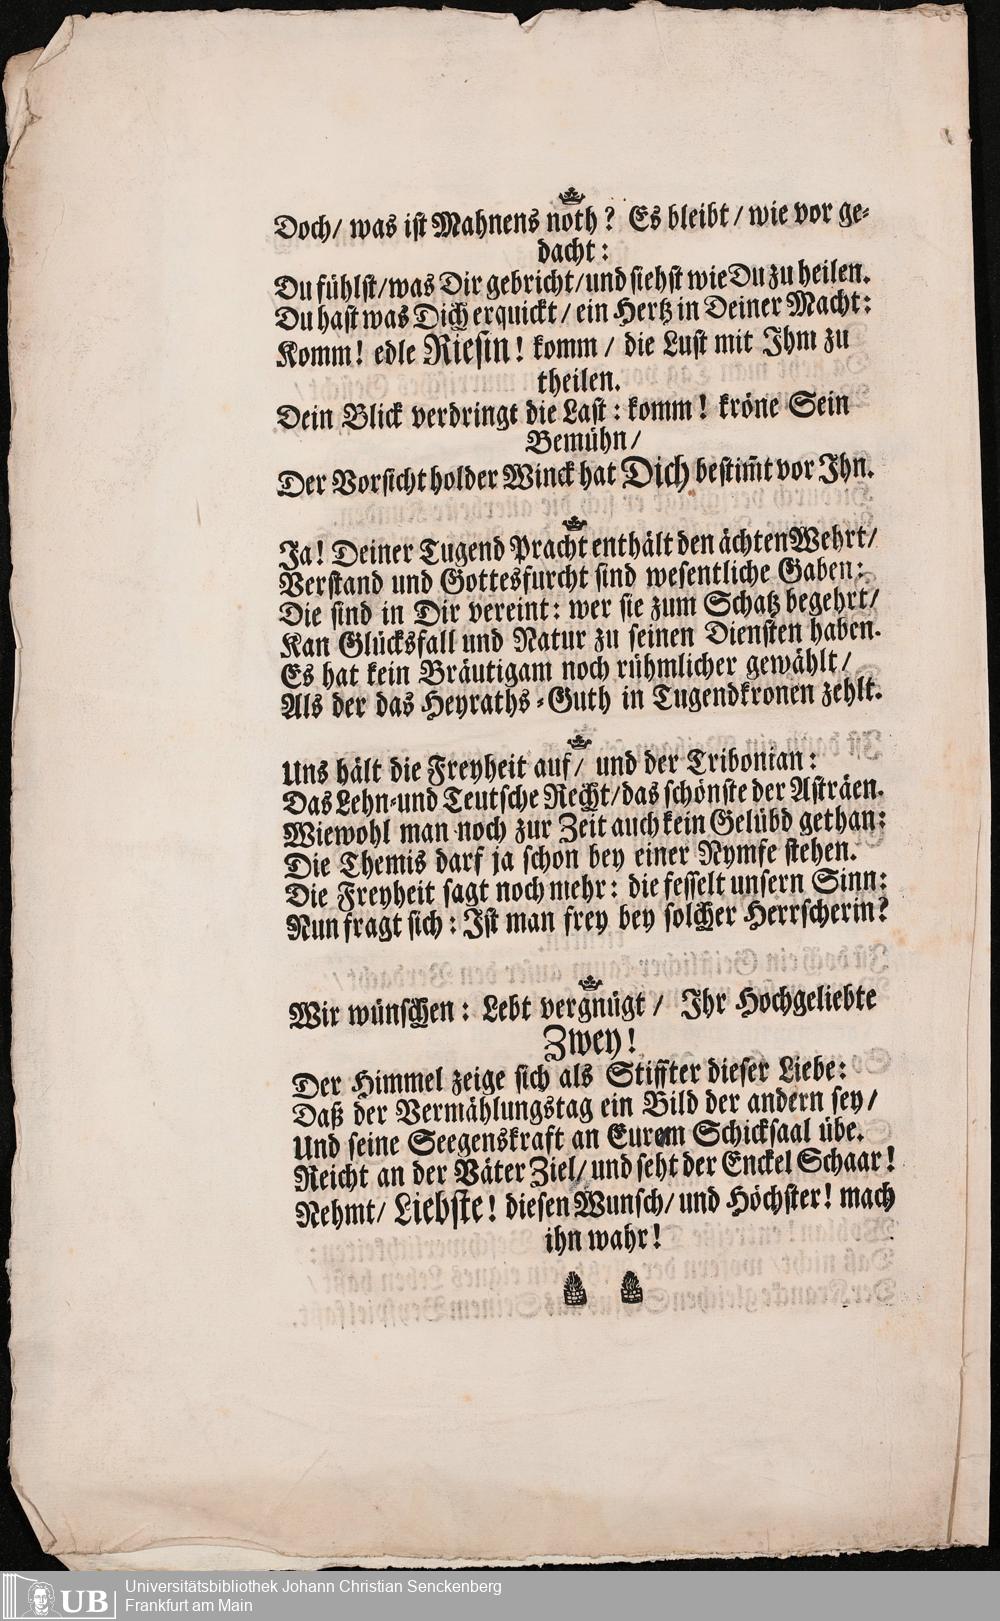 Doch/ was ist Mahnens noth? Es bleibt/ wie vor ge-
dacht:
Du fühlst/was Dir gebricht/und siehst wie Du zu heilen.
Du hast was Dich erquickt/ ein Hertz in Deiner Macht:
Komm! edle Riesin! komm/ die Lust mit Ihm zu
theilen.
Dein Blick verdringt die Last: komm! kröne Sein
Bemühn/
Der Vorsicht holder Winck hat Dich bestim̄t vor Ihn.
Ja! Deiner Tugend Pracht enthält den ächten Wehrt/
Verstand und Gottesfurcht sind wesentliche Gaben:
Die sind in Dir vereint: wer sie zum Schatz begehrt/
Kan Glücksfall und Natur zu seinen Diensten haben.
Es hat kein Bräutigam noch rühmlicher gewählt/
Als der das Heyraths-Guth in Tugendkronen zehlt.
Uns hält die Freyheit auf/ und der Tribonian:
Das Lehn-und Teutsche Recht/das schönste der Asträen.
Wiewohl man noch zur Zeit auch kein Gelübd gethan:
Die Themis darf ja schon bey einer Nymfe stehen.
Die Freyheit sagt noch mehr: die fesselt unsern Sinn:
Nun fragt sich: Ist man frey bey solcher Herrscherin?
Wir wünschen: Lebt vergnügt/ Ihr Hochgeliebte
Zwey!
Der Himmel zeige sich als Stiffter dieser Liebe:
Daß der Vermählungstag ein Bild der andern sey/
Und seine Seegenskraft an Eurem Schicksaal übe.
Reicht an der Väter Ziel/ und seht der Enckel Schaar!
Nehmt/ Liebste! diesen Wunsch/ und Höchster! mach
ihn wahr!
UB
Universitätsbibliothek Johann Christian Senckenberg
Frankfurt am Main